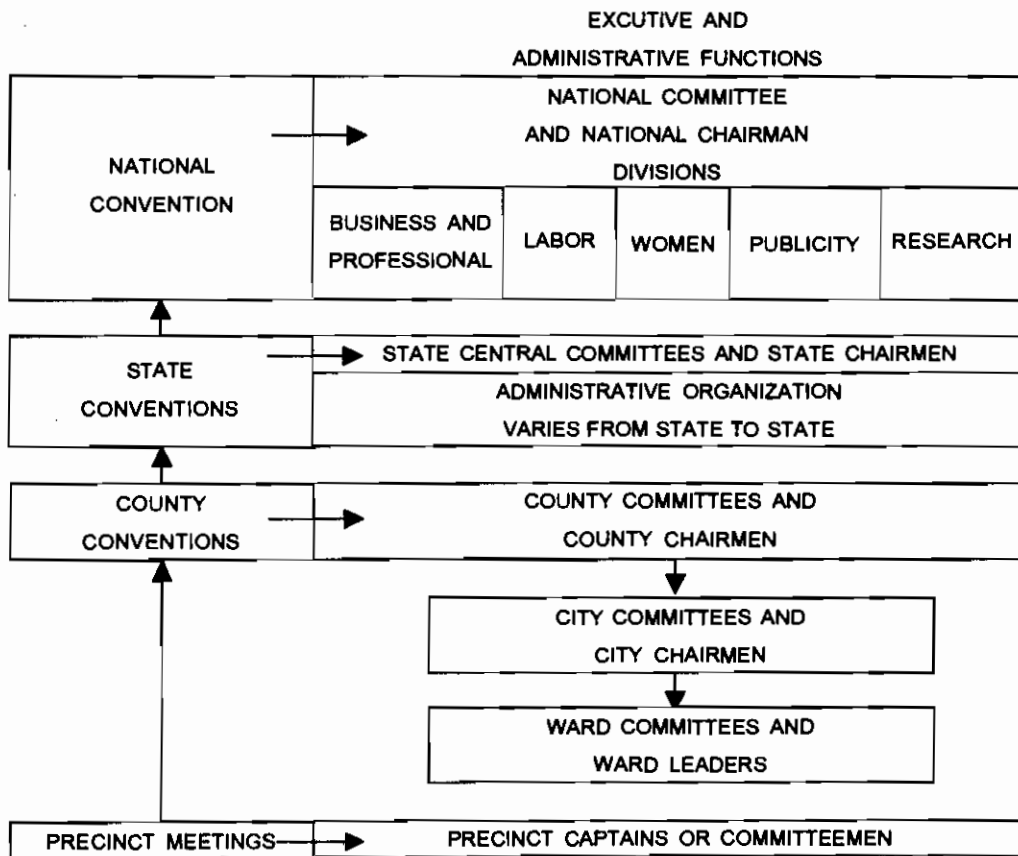 EXCUTIVE AND
ADMINISTRATIVE FUNCTIONS
NATIONAL
CONVENTION
NATIONAL COMMITTEE
AND NATIONAL CHAIRMAN
DIVISIONS
BUSINESS AND
PROFESSIONAL
LABOR
WOMEN
PUBLICITY
RESEARCH
STATE
CONVENTIONS
STATE CENTRAL COMMITTEES AND STATE CHAIRMEN
ADMINISTRATIVE ORGANIZATION
VARIES FROM STATE TO STATE
COUNTY
CONVENTIONS
COUNTY COMMITTEES AND
COUNTY CHAIRMEN
CITY COMMITTEES AND
CITY CHAIRMEN
WARD COMMITTEES AND
WARD LEADERS
PRECINCT MEETINGS
PRECINCT CAPTAINS OR COMMITTEEMEN